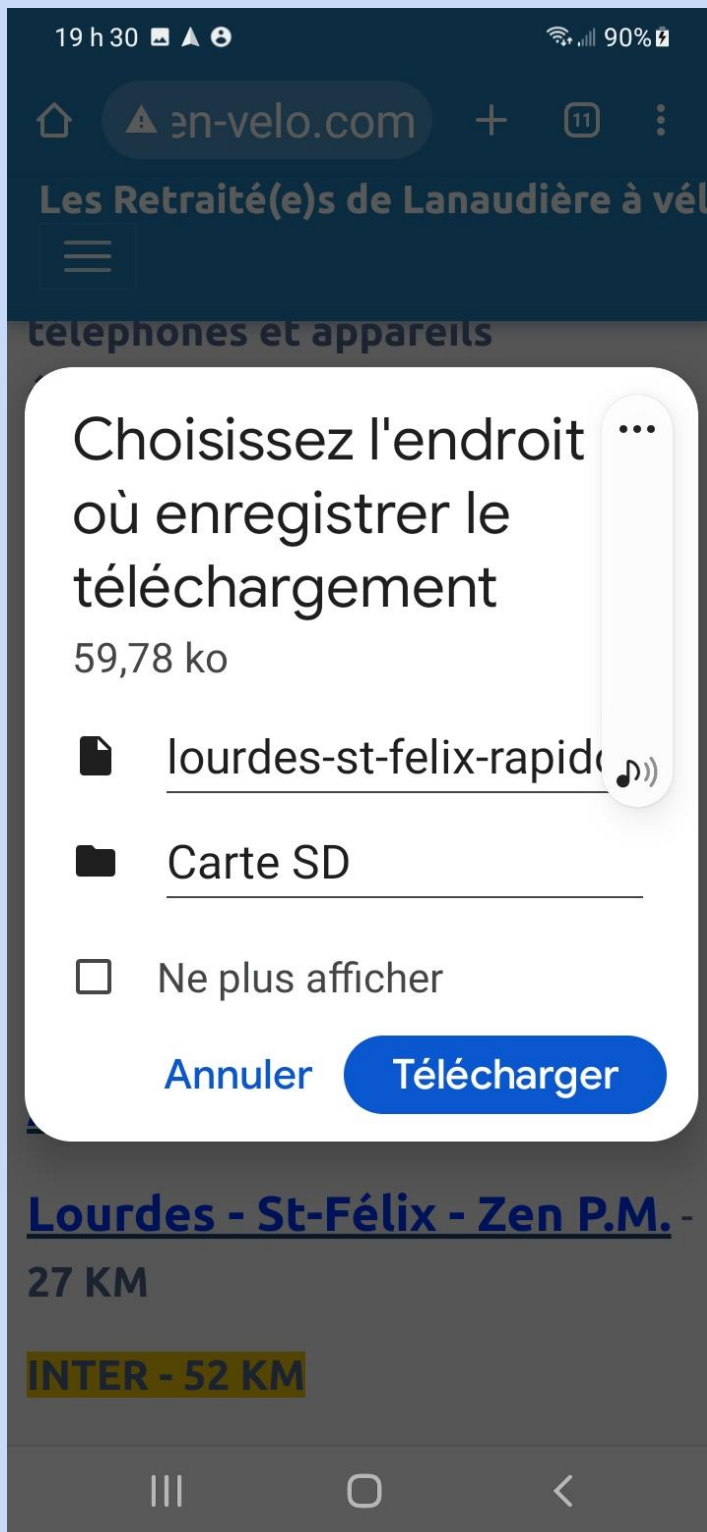 19 h 30
90%
en-velo.com
11
Les Retraité(e)s de Lanaudière à vél
téléphones et appareils
Choisissez l'endroit
où enregistrer le
téléchargement
59,78 ko
lourdes-st-felix-rapid
Carte SD
Ne plus afficher
Annuler
Télécharger
Lourdes - St-Félix - Zen P.M. -
27 KM
INTER - 52 KM